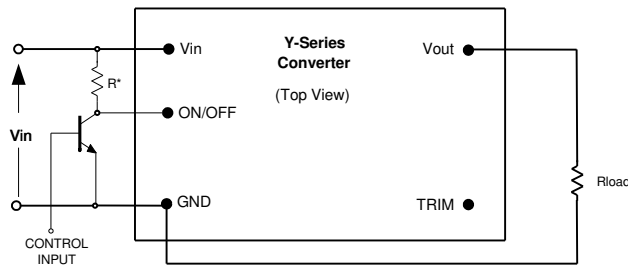 Y-Series
Converter
(Top View)
Vin
Vout
R*
ON/OFF
Vin
Rload
GND
TRIM
CONTROL
INPUT